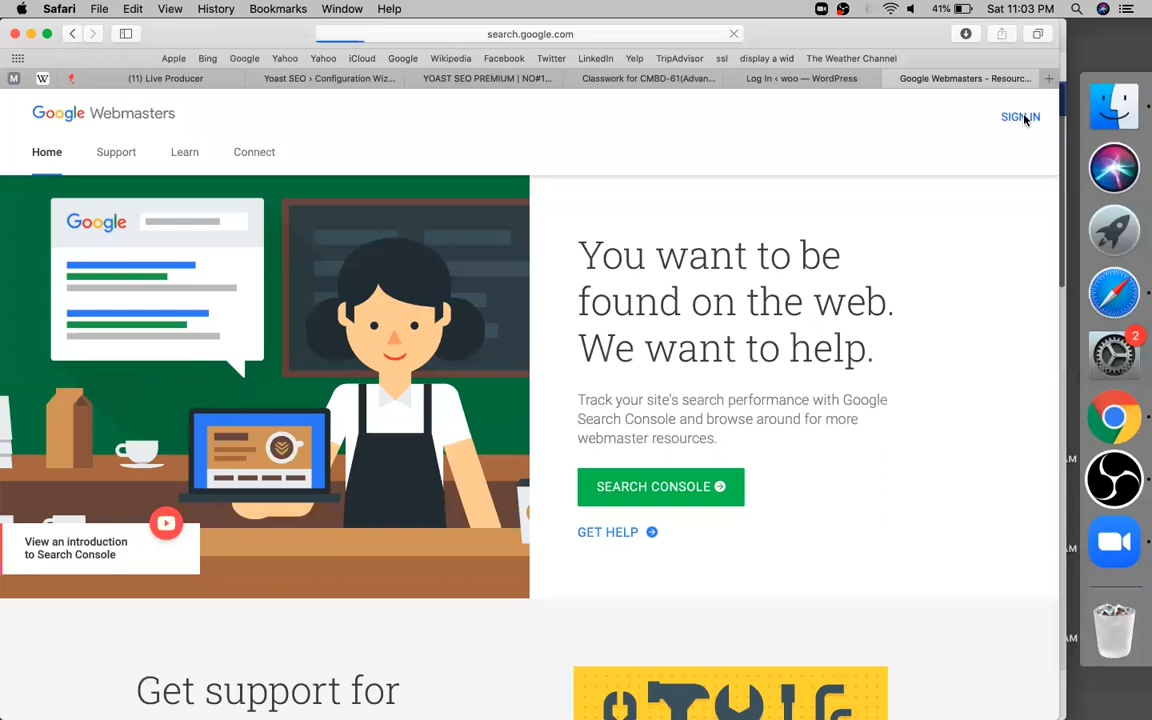 Safari File Edit View History Bookmarks Window Help 41% Sat 11:03 PM
search.google.com
Apple Bing Google Yahoo Yahoo iCloud Google Wikipedia Facebook Twitter LinkedIn Yelp TripAdvisor ssl display a wid The Weather Channel
M W (11) Live Producer Yoast SEO › Configuration Wiz... YOAST SEO PREMIUM | NO#1... Classwork for CMBD-61(Advan... Log In ‹ woo — WordPress Google Webmasters - Resourc...
Google Webmasters
SIGN IN
Home Support Learn Connect
Google
You want to be
found on the web.
We want to help.
Track your site's search performance with Google
Search Console and browse around for more
webmaster resources.
SEARCH CONSOLE
GET HELP
View an introduction
to Search Console
Get support for
2
AM
AM
AM